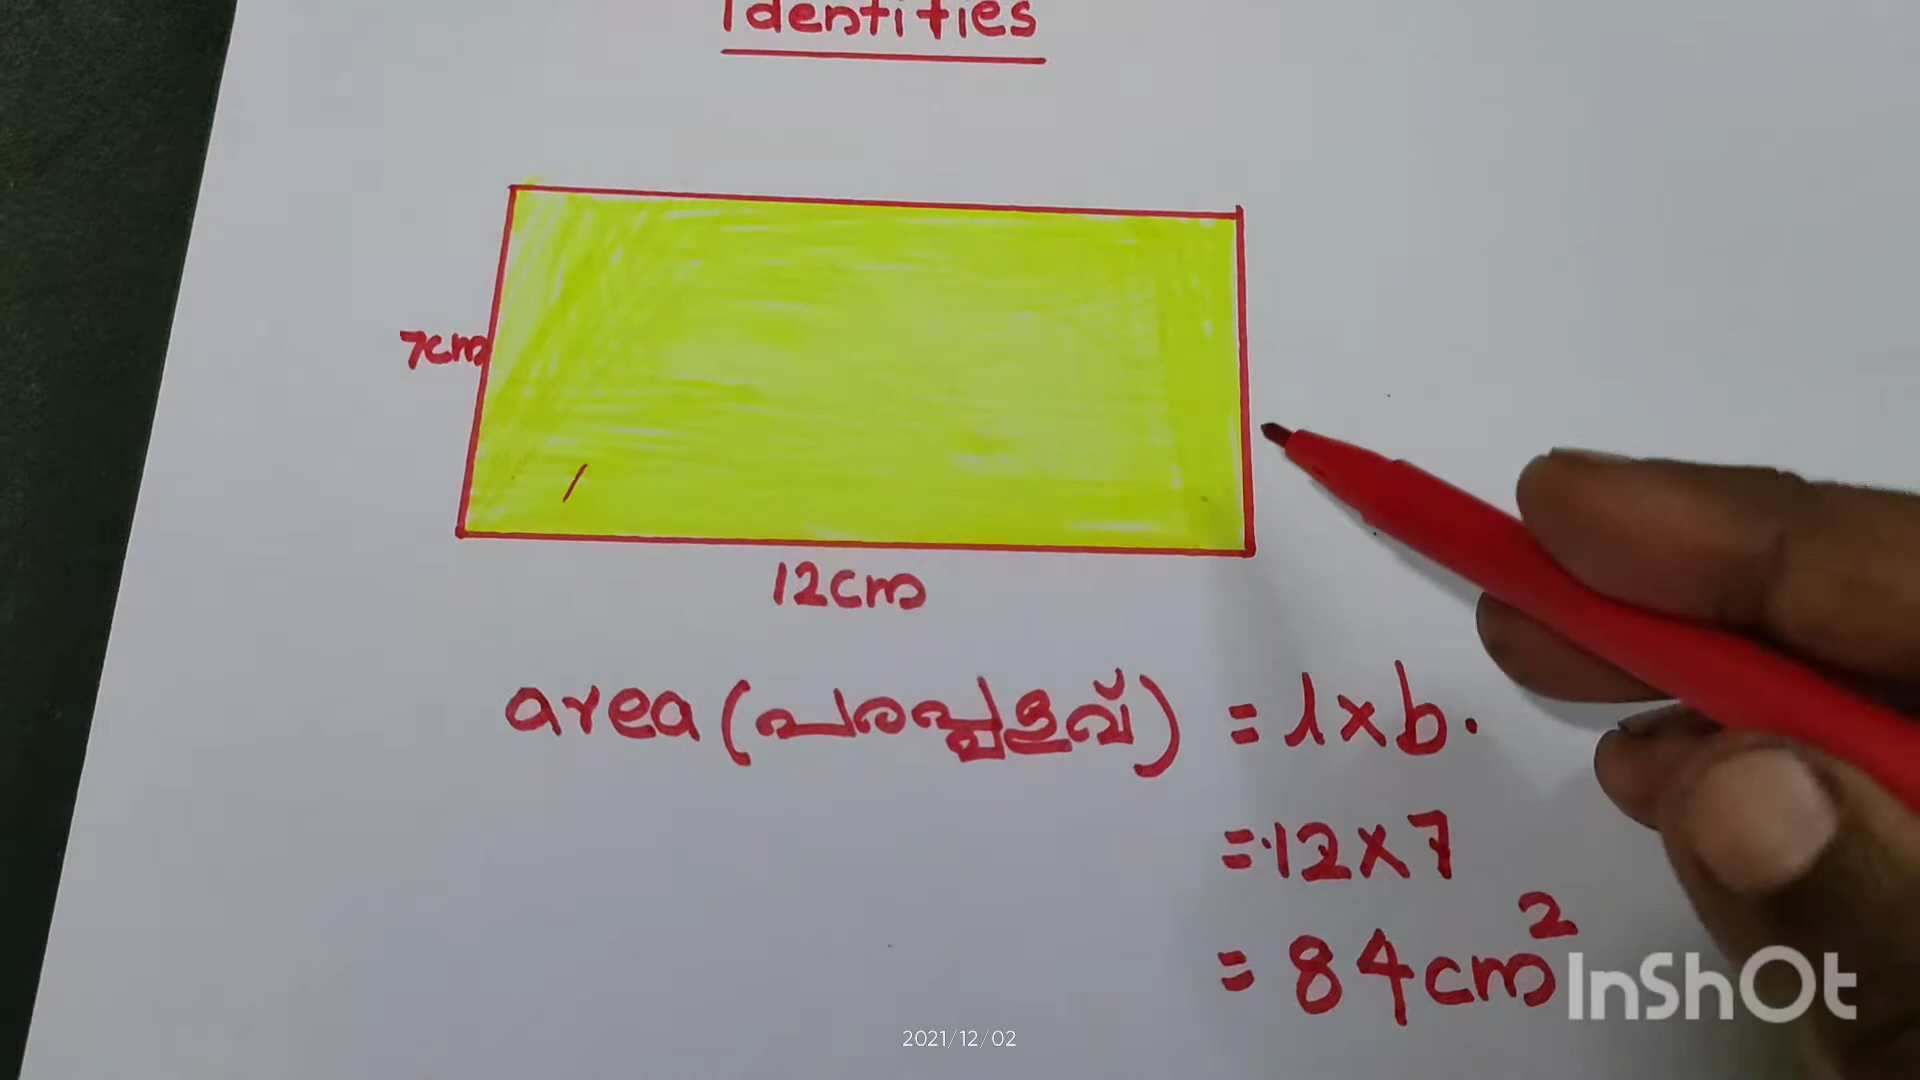 Identities
7cm
12cm
area (പരപ്പളവ്) = l×b.
= 12×7
= 84cm²
InShOt
2021/12/02